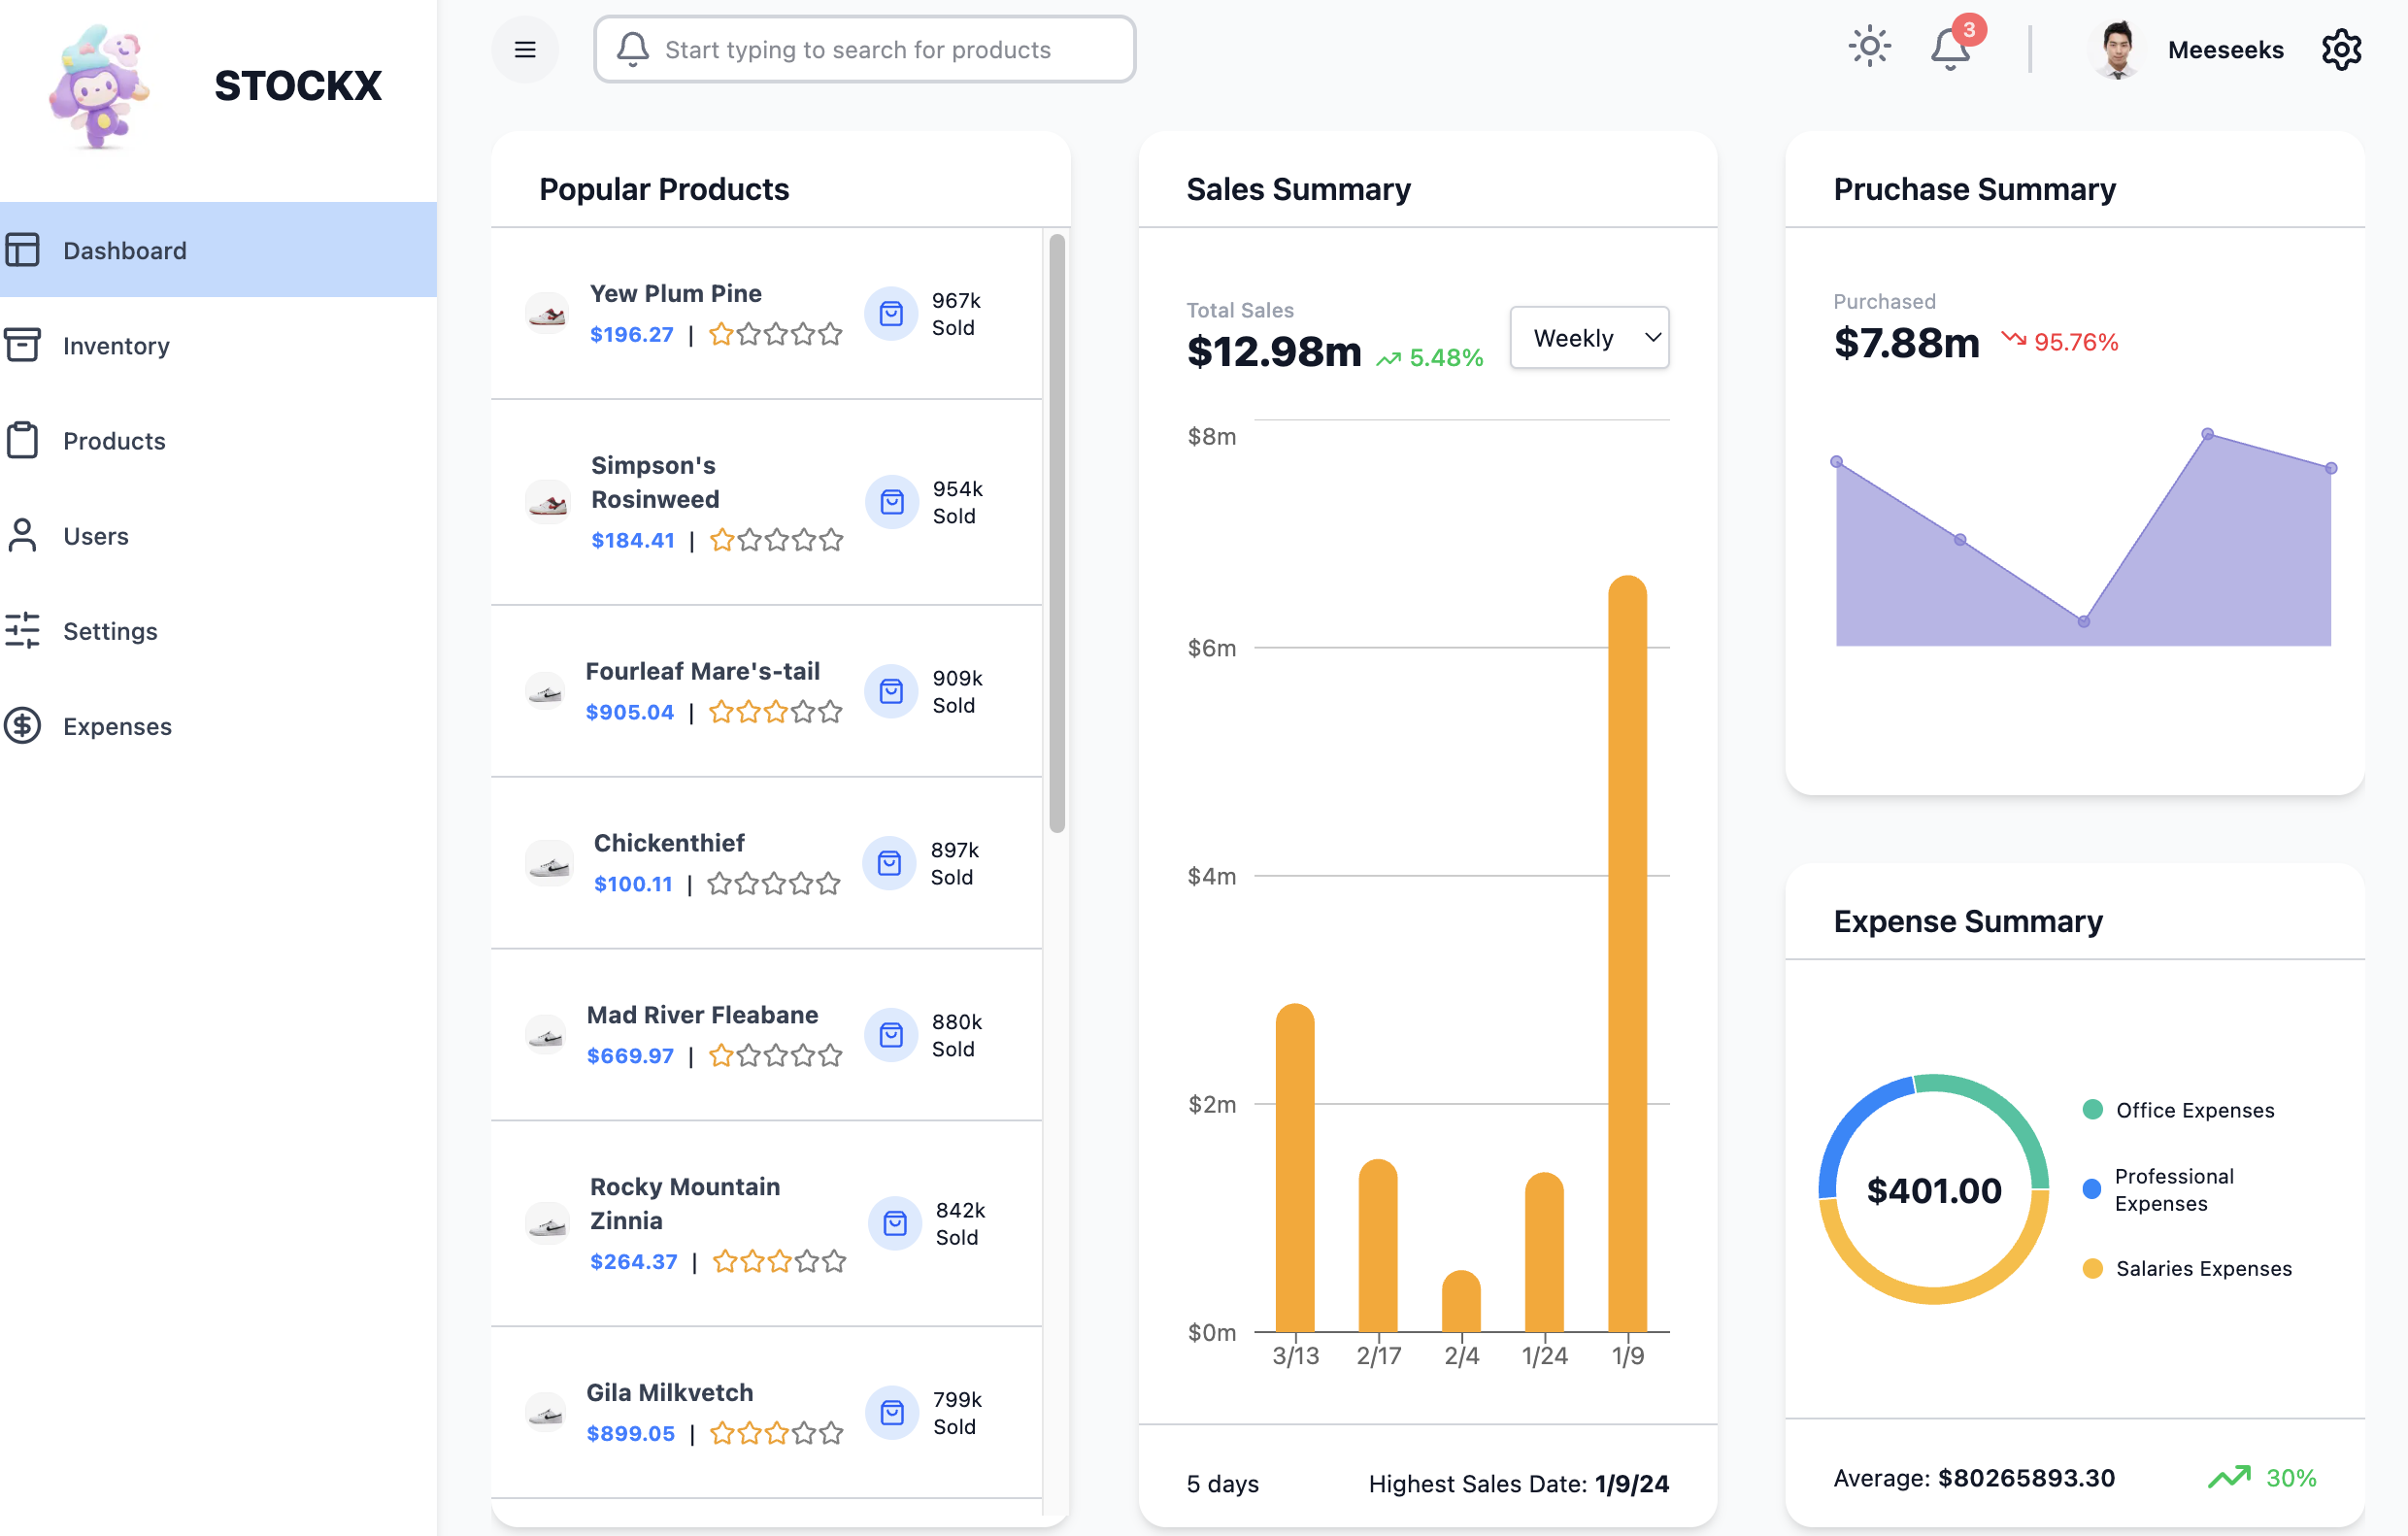 STOCKX
Dashboard
Inventory
Products
Users
Settings
Expenses
Start typing to search for products
3
Meeseeks
Popular Products
Yew Plum Pine
$196.27 |
967k
Sold
Simpson's
Rosinweed
$184.41 |
954k
Sold
Fourleaf Mare's-tail
$905.04 |
909k
Sold
Chickenthief
$100.11 |
897k
Sold
Mad River Fleabane
$669.97 |
880k
Sold
Rocky Mountain
Zinnia
$264.37 |
842k
Sold
Gila Milkvetch
$899.05 |
799k
Sold
Sales Summary
Total Sales
$12.98m 5.48%
Weekly
$8m
$6m
$4m
$2m
$0m
3/13 2/17 2/4 1/24 1/9
5 days
Highest Sales Date: 1/9/24
Pruchase Summary
Purchased
$7.88m 95.76%
Expense Summary
$401.00
Office Expenses
Professional
Expenses
Salaries Expenses
Average: $80265893.30
30%